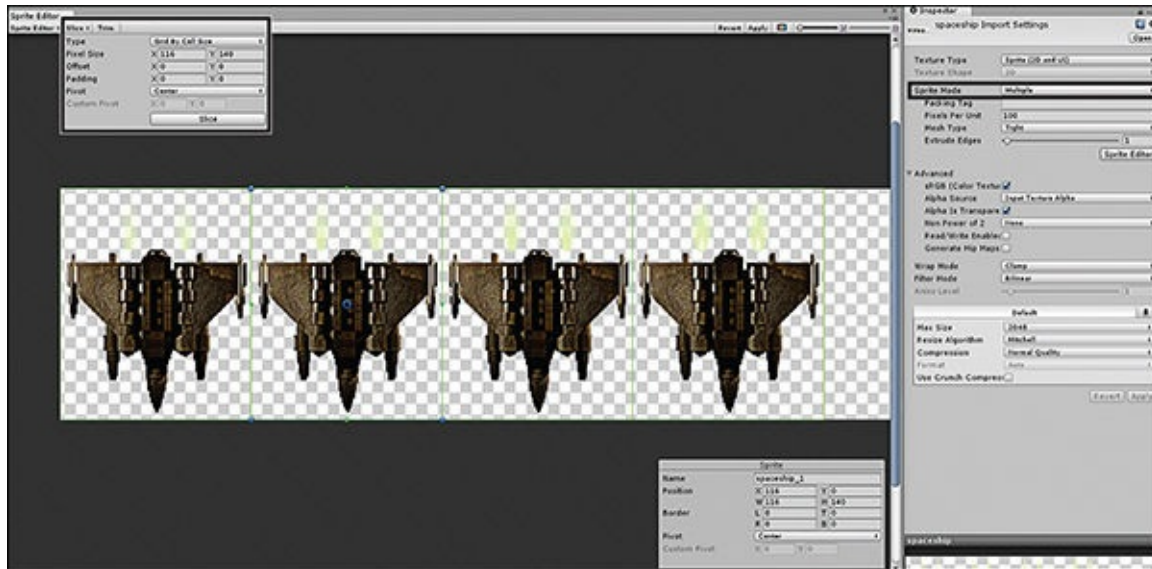 Sprite Editor
Sprite Editor Slice Trim Revert Apply
Type Grid By Cell Size
Pixel Size X 116 Y 140
Offset X 0 Y 0
Padding X 0 Y 0
Pivot Center
Custom Pivot X 0 Y 0
Slice
Sprite
Name spaceship_1
Position X 116 Y 0
W 116 H 140
Border L 0 T 0
R 0 B 0
Pivot Center
Custom Pivot X 0 Y 0
Inspector
spaceship Import Settings
Open
Texture Type Sprite (2D and UI)
Texture Shape 2D
Sprite Mode Multiple
Packing Tag
Pixels Per Unit 100
Mesh Type Tight
Extrude Edges 1
Sprite Editor
Advanced
sRGB (Color Textu
Alpha Source Input Texture Alpha
Alpha Is Transpare
Non Power of 2 None
Read/Write Enable
Generate Mip Maps
Wrap Mode Clamp
Filter Mode Bilinear
Aniso Level 1
Default
Max Size 2048
Resize Algorithm Mitchell
Compression Normal Quality
Format Auto
Use Crunch Compres
Revert Apply
spaceship